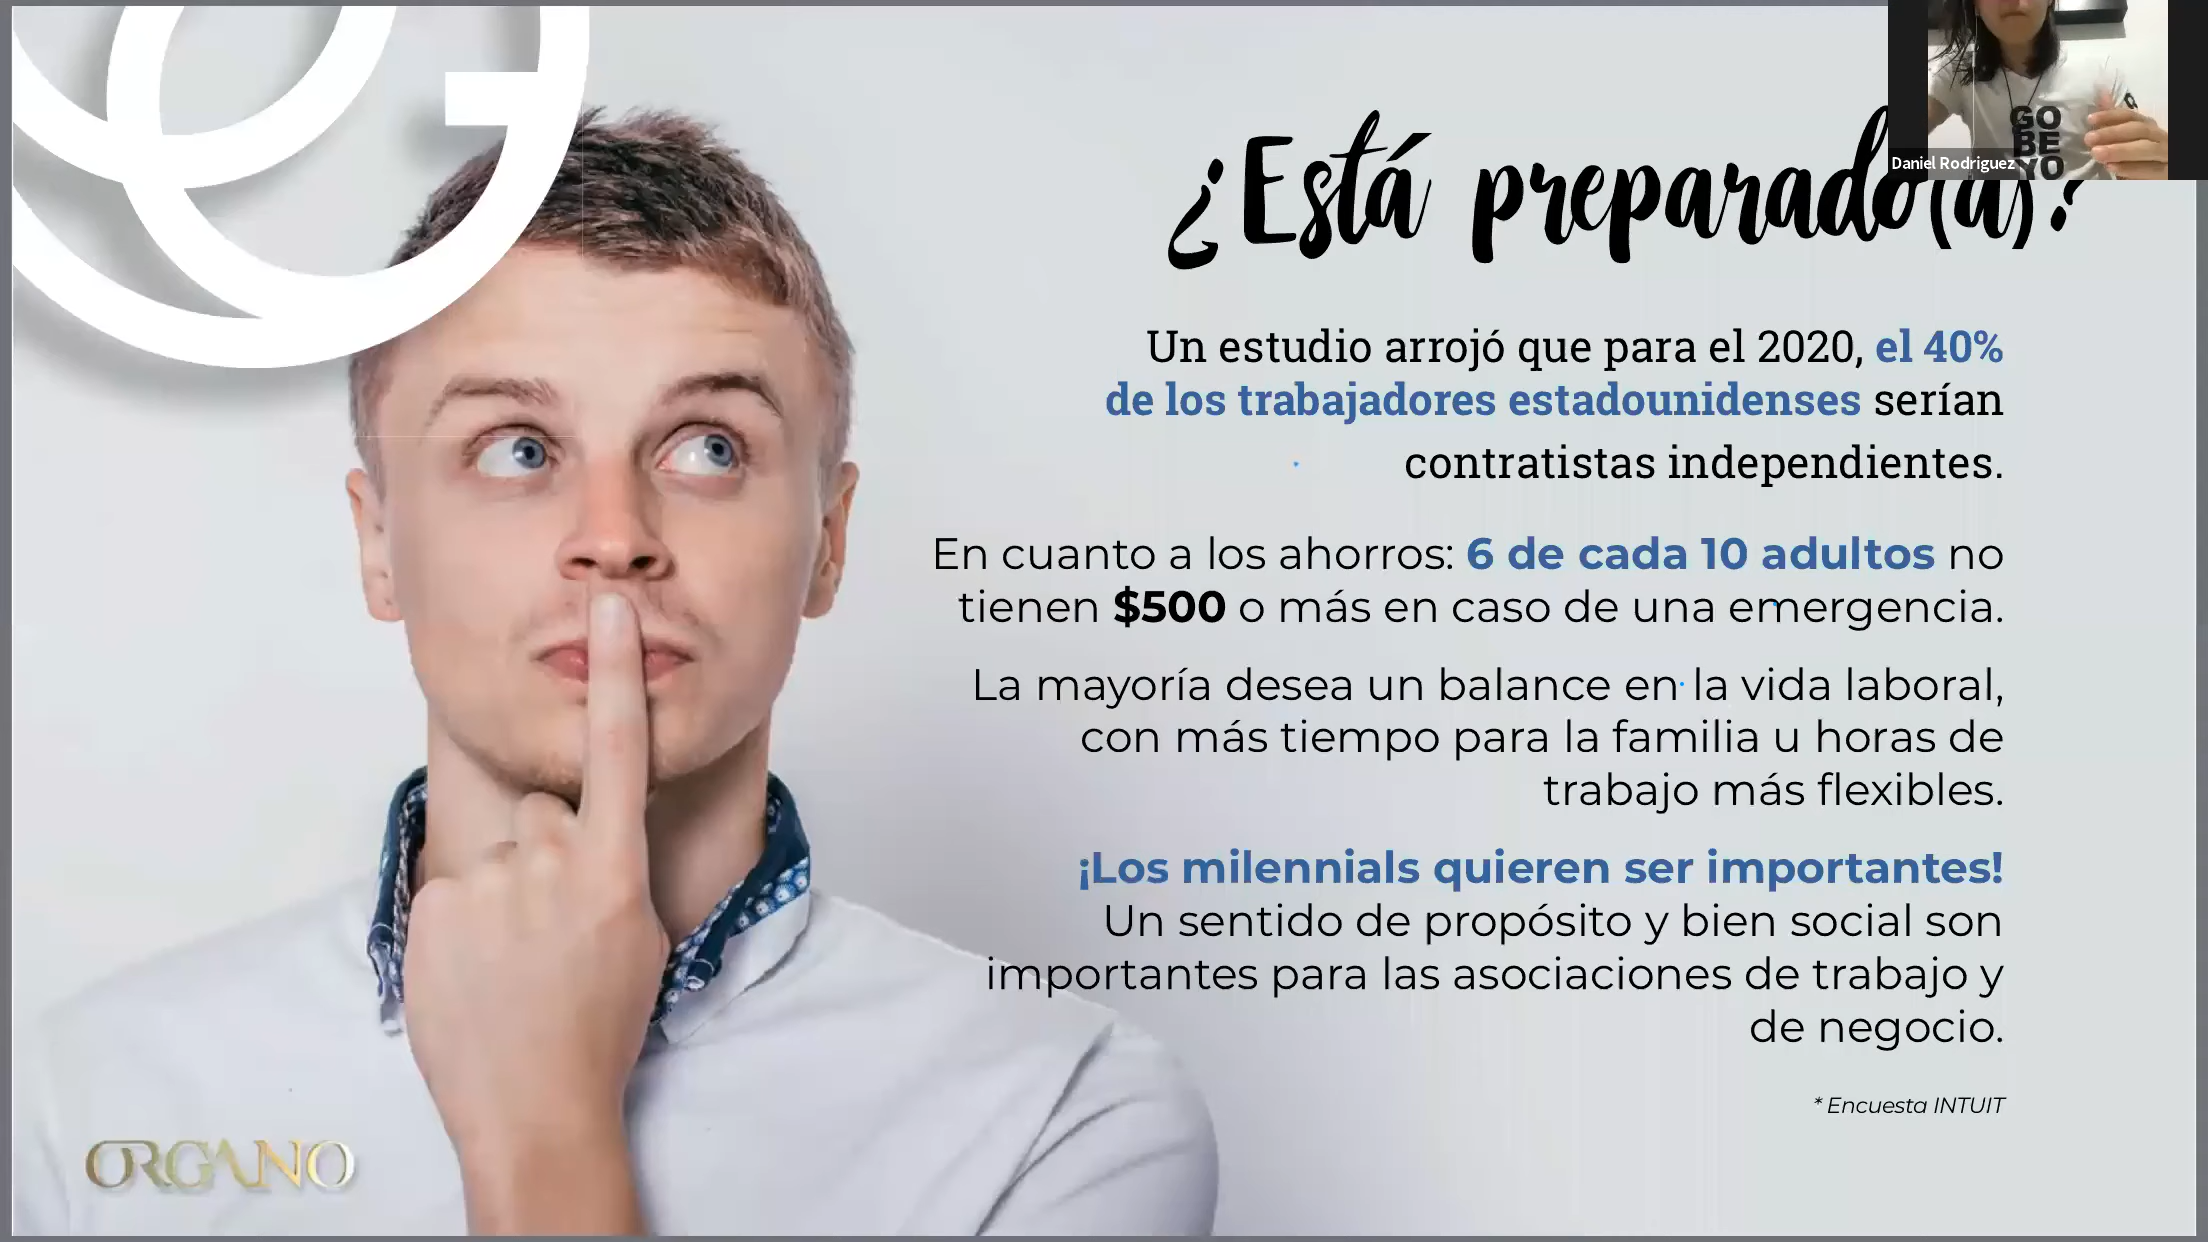 ¿Está preparado(a)?
GO
BE
YO
Daniel Rodriguez
Un estudio arrojó que para el 2020, el 40%
de los trabajadores estadounidenses serían
contratistas independientes.
En cuanto a los ahorros: 6 de cada 10 adultos no
tienen $500 o más en caso de una emergencia.
La mayoría desea un balance en la vida laboral,
con más tiempo para la familia u horas de
trabajo más flexibles.
¡Los milennials quieren ser importantes!
Un sentido de propósito y bien social son
importantes para las asociaciones de trabajo y
de negocio.
* Encuesta INTUIT
ORGANO